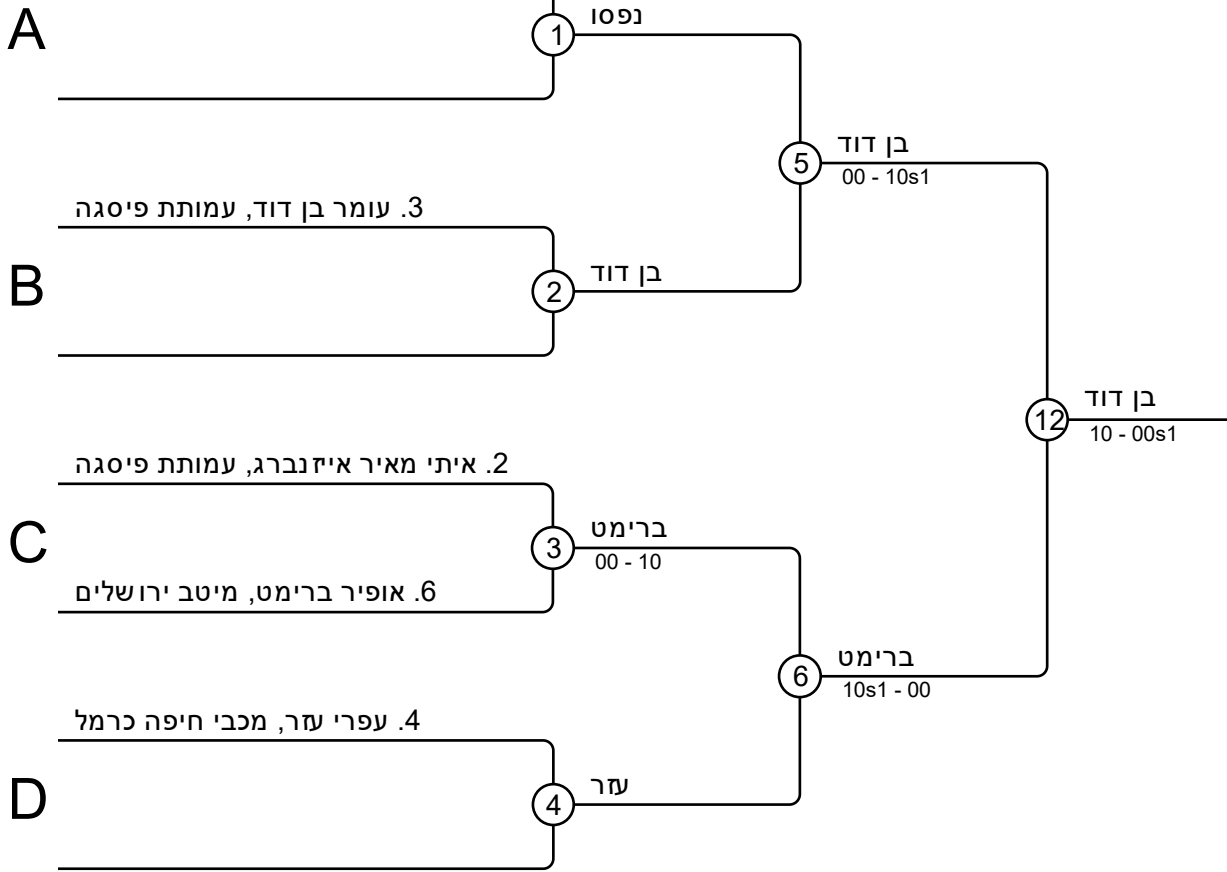 A
1
נפסו
5
בן דוד
00 - 10s1
3. עומר בן דוד, עמותת פיסגה
B
2
בן דוד
12
בן דוד
10 - 00s1
2. איתי מאיר אייזנברג, עמותת פיסגה
C
3
ברימט
00 - 10
6. אופיר ברימט, מיטב ירושלים
6
ברימט
10s1 - 00
4. עפרי עזר, מכבי חיפה כרמל
D
4
עזר